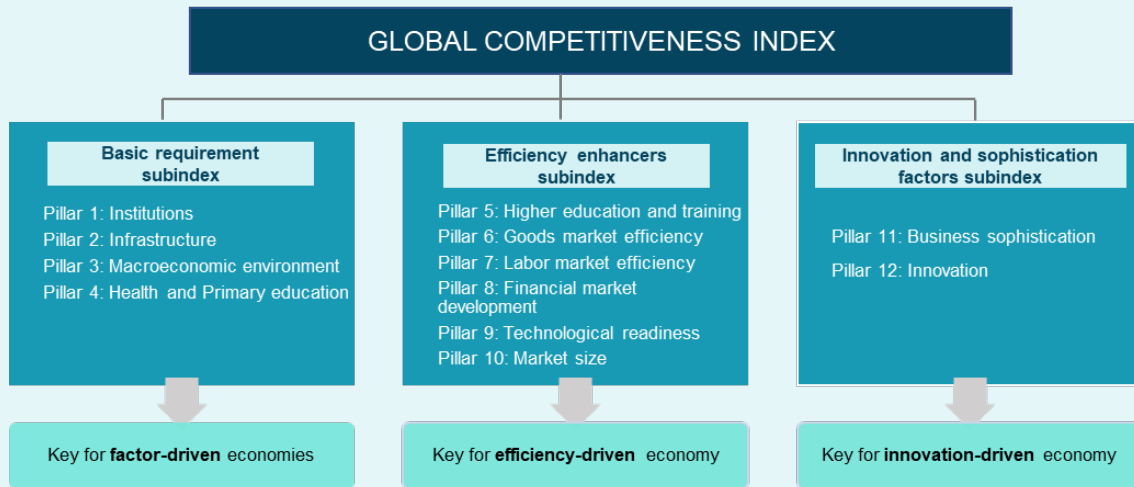 GLOBAL COMPETITIVENESS INDEX
Basic requirement
subindex
Pillar 1: Institutions
Pillar 2: Infrastructure
Pillar 3: Macroeconomic environment
Pillar 4: Health and Primary education
Key for factor-driven economies
Efficiency enhancers
subindex
Pillar 5: Higher education and training
Pillar 6: Goods market efficiency
Pillar 7: Labor market efficiency
Pillar 8: Financial market
development
Pillar 9: Technological readiness
Pillar 10: Market size
Key for efficiency-driven economy
Innovation and sophistication
factors subindex
Pillar 11: Business sophistication
Pillar 12: Innovation
Key for innovation-driven economy